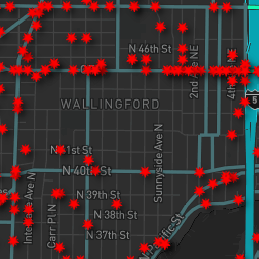 N 46th St
2nd Ave NE
4th
5
WALLINGFORD
N 41st St
N 40th St
Sunnyside Ave N
N 39th St
Interlake Ave N
Carr Pl N
N 38th St
N 37th St
N Pacific St